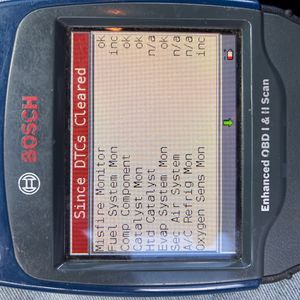 BOSCH
Since DTCs Cleared
Misfire Monitor ok
Fuel System Mon inc
Comp Component ok
Catalyst Mon ok
Htd Catalyst n/a
Evap System Mon ok
Sec Air System n/a
A/C Refrig Mon n/a
Oxygen Sens Mon inc
Enhanced OBD I & II Scan